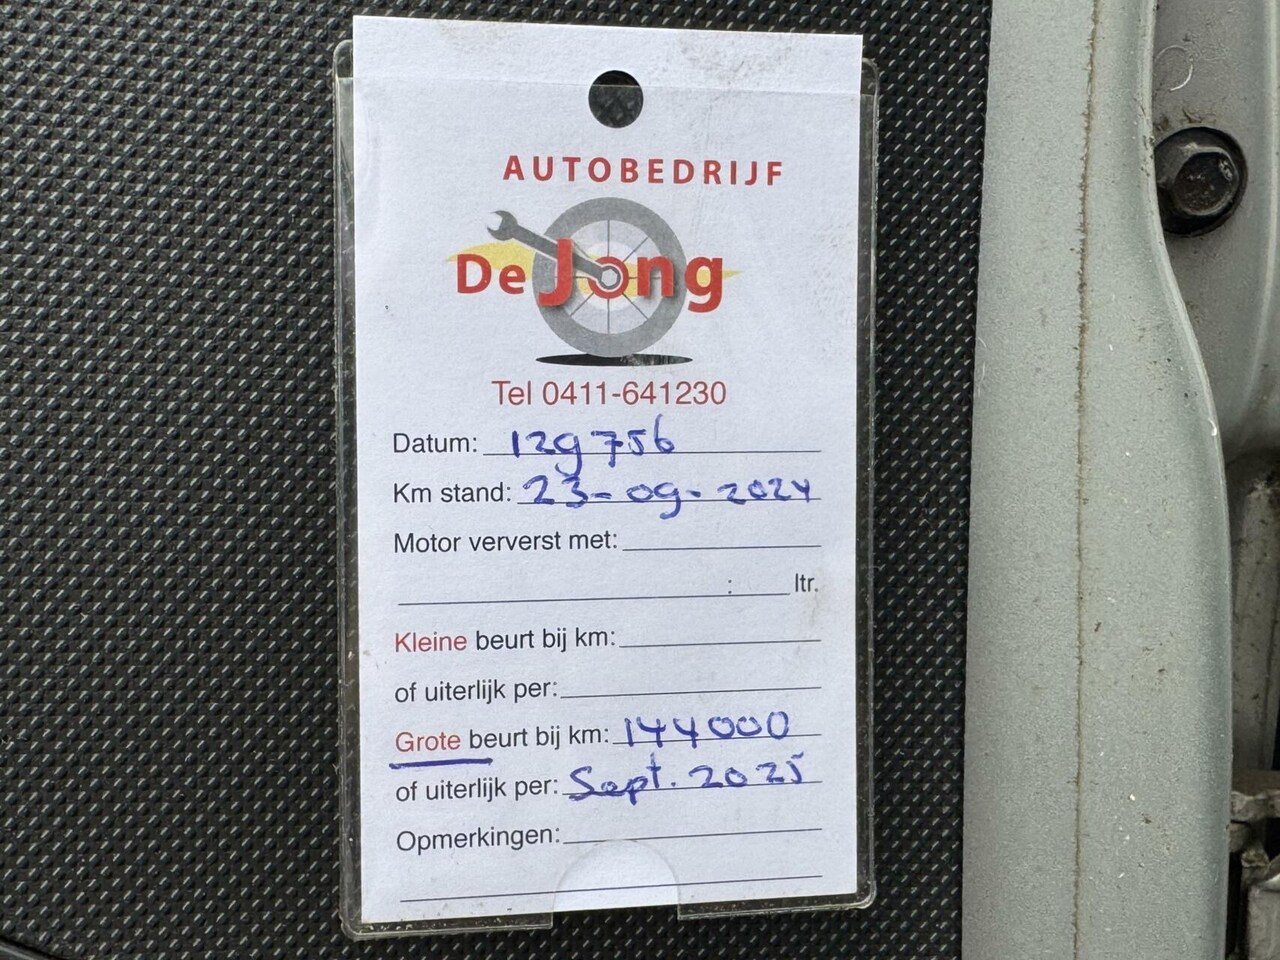 AUTOBEDRIJF
De Jong
Tel 0411-641230
Datum: 129756
Km stand: 23-09-2024
Motor ververst met:
: ltr.
Kleine beurt bij km:
of uiterlijk per:
Grote beurt bij km: 144000
of uiterlijk per: Sept. 2025
Opmerkingen: